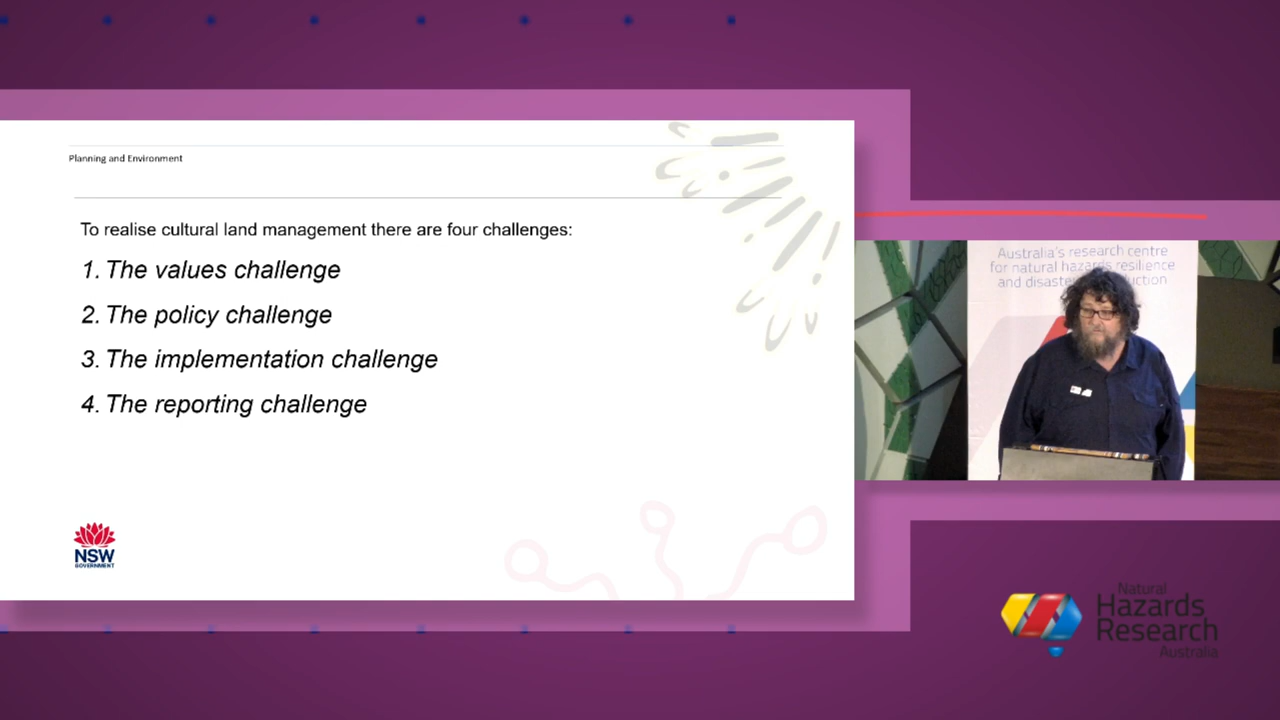 Planning and Environment
To realise cultural land management there are four challenges:
1. The values challenge
2. The policy challenge
3. The implementation challenge
4. The reporting challenge
NSW
GOVERNMENT
Australia's research centre
for natural hazards resilience
and disaster uction
Natural
Hazards
Research
Australia